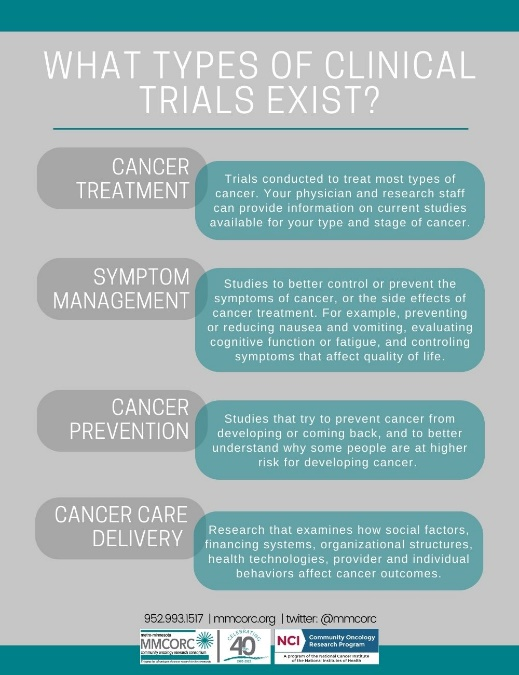 WHAT TYPES OF CLINICAL
TRIALS EXIST?
CANCER
TREATMENT
Trials conducted to treat most types of
cancer. Your physician and research staff
can provide information on current studies
available for your type and stage of cancer.
SYMPTOM
MANAGEMENT
Studies to better control or prevent the
symptoms of cancer, or the side effects of
cancer treatment. For example, preventing
or reducing nausea and vomiting, evaluating
cognitive function or fatigue, and controling
symptoms that affect quality of life.
CANCER
PREVENTION
Studies that try to prevent cancer from
developing or coming back, and to better
understand why some people are at higher
risk for developing cancer.
CANCER CARE
DELIVERY
Research that examines how social factors,
financing systems, organizational structures,
health technologies, provider and individual
behaviors affect cancer outcomes.
952.993.1517 | mmcorc.org | twitter: @mmcorc
metro-minnesota
MMCORC
community oncology research consortium
CELEBRATING
40
NCI Community Oncology
Research Program
A program of the National Cancer Institute
of the National Institutes of Health